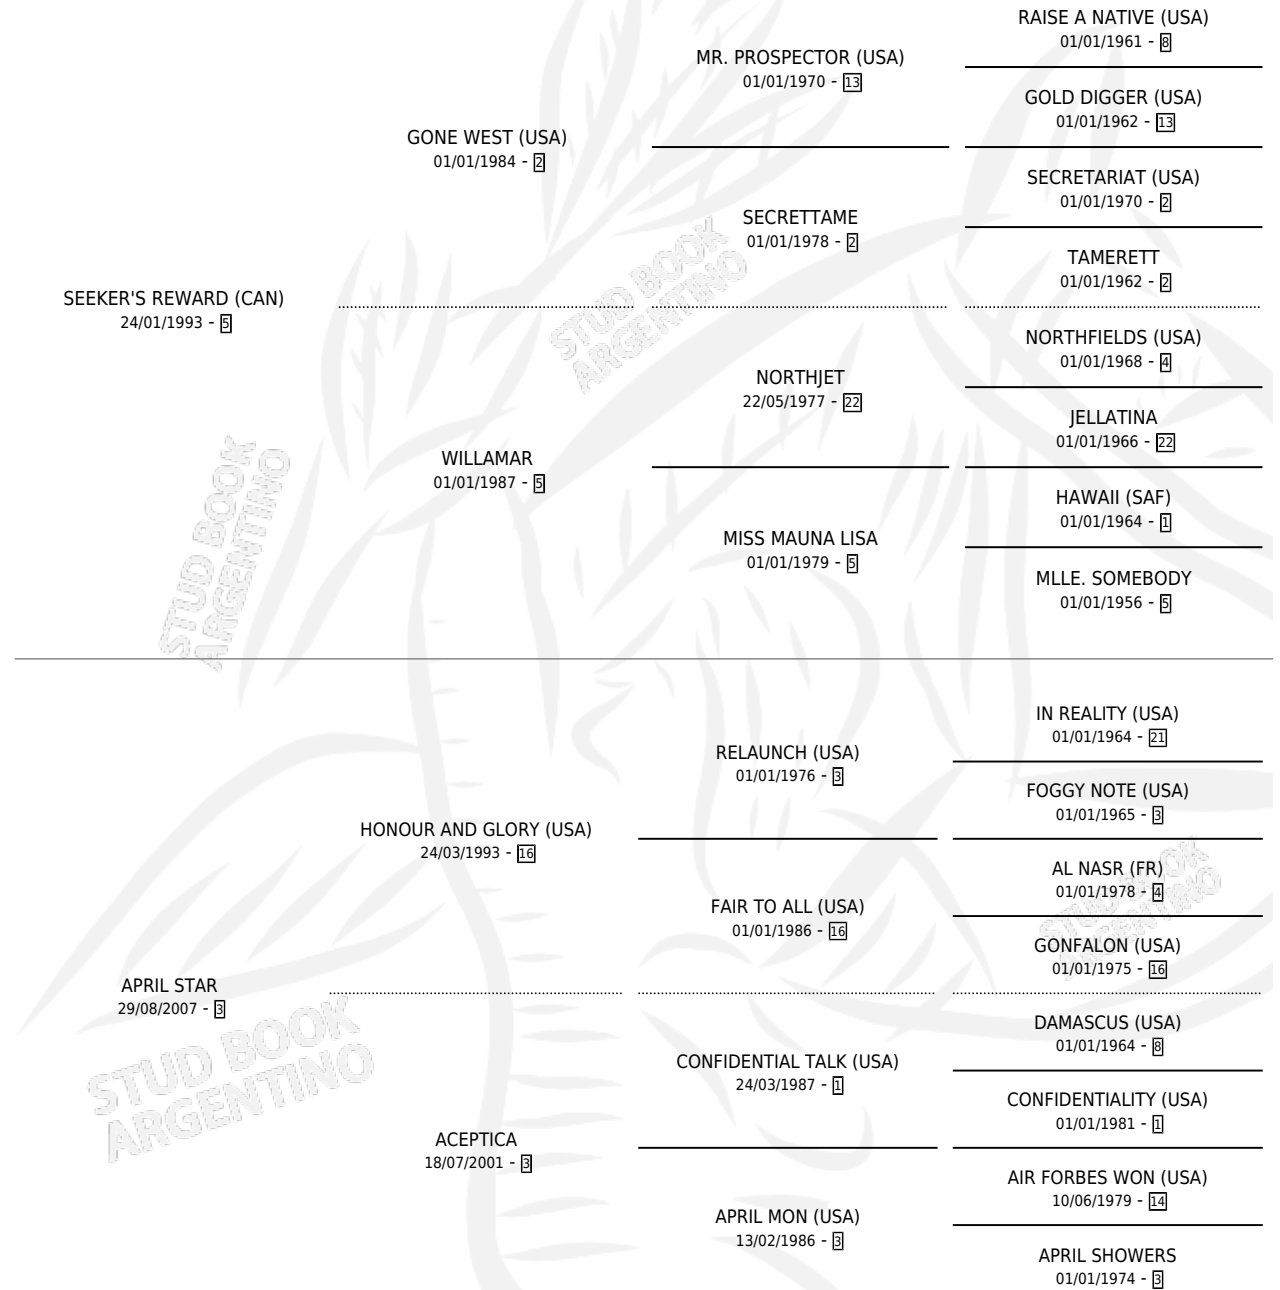 RAISE A NATIVE (USA)
01/01/1961 - 8
MR. PROSPECTOR (USA)
01/01/1970 - 13
GOLD DIGGER (USA)
01/01/1962 - 13
GONE WEST (USA)
01/01/1984 - 2
SECRETARIAT (USA)
01/01/1970 - 2
SECRETTAME
01/01/1978 - 2
TAMERETT
01/01/1962 - 2
SEEKER'S REWARD (CAN)
24/01/1993 - 5
NORTHFIELDS (USA)
01/01/1968 - 4
NORTHJET
22/05/1977 - 22
JELLATINA
01/01/1966 - 22
WILLAMAR
01/01/1987 - 5
HAWAII (SAF)
01/01/1964 - 1
MISS MAUNA LISA
01/01/1979 - 5
MLLE. SOMEBODY
01/01/1956 - 5
STUD BOOK
ARGENTINO
STUD BOOK
ARGENTINO
IN REALITY (USA)
01/01/1964 - 21
RELAUNCH (USA)
01/01/1976 - 3
FOGGY NOTE (USA)
01/01/1965 - 3
HONOUR AND GLORY (USA)
24/03/1993 - 16
AL NASR (FR)
01/01/1978 - 4
FAIR TO ALL (USA)
01/01/1986 - 16
GONFALON (USA)
01/01/1975 - 16
STUD BOOK
ARGENTINO
APRIL STAR
29/08/2007 - 3
DAMASCUS (USA)
01/01/1964 - 8
CONFIDENTIAL TALK (USA)
24/03/1987 - 1
CONFIDENTIALITY (USA)
01/01/1981 - 1
STUD BOOK
ARGENTINO
ACEPTICA
18/07/2001 - 3
AIR FORBES WON (USA)
10/06/1979 - 14
APRIL MON (USA)
13/02/1986 - 3
APRIL SHOWERS
01/01/1974 - 3